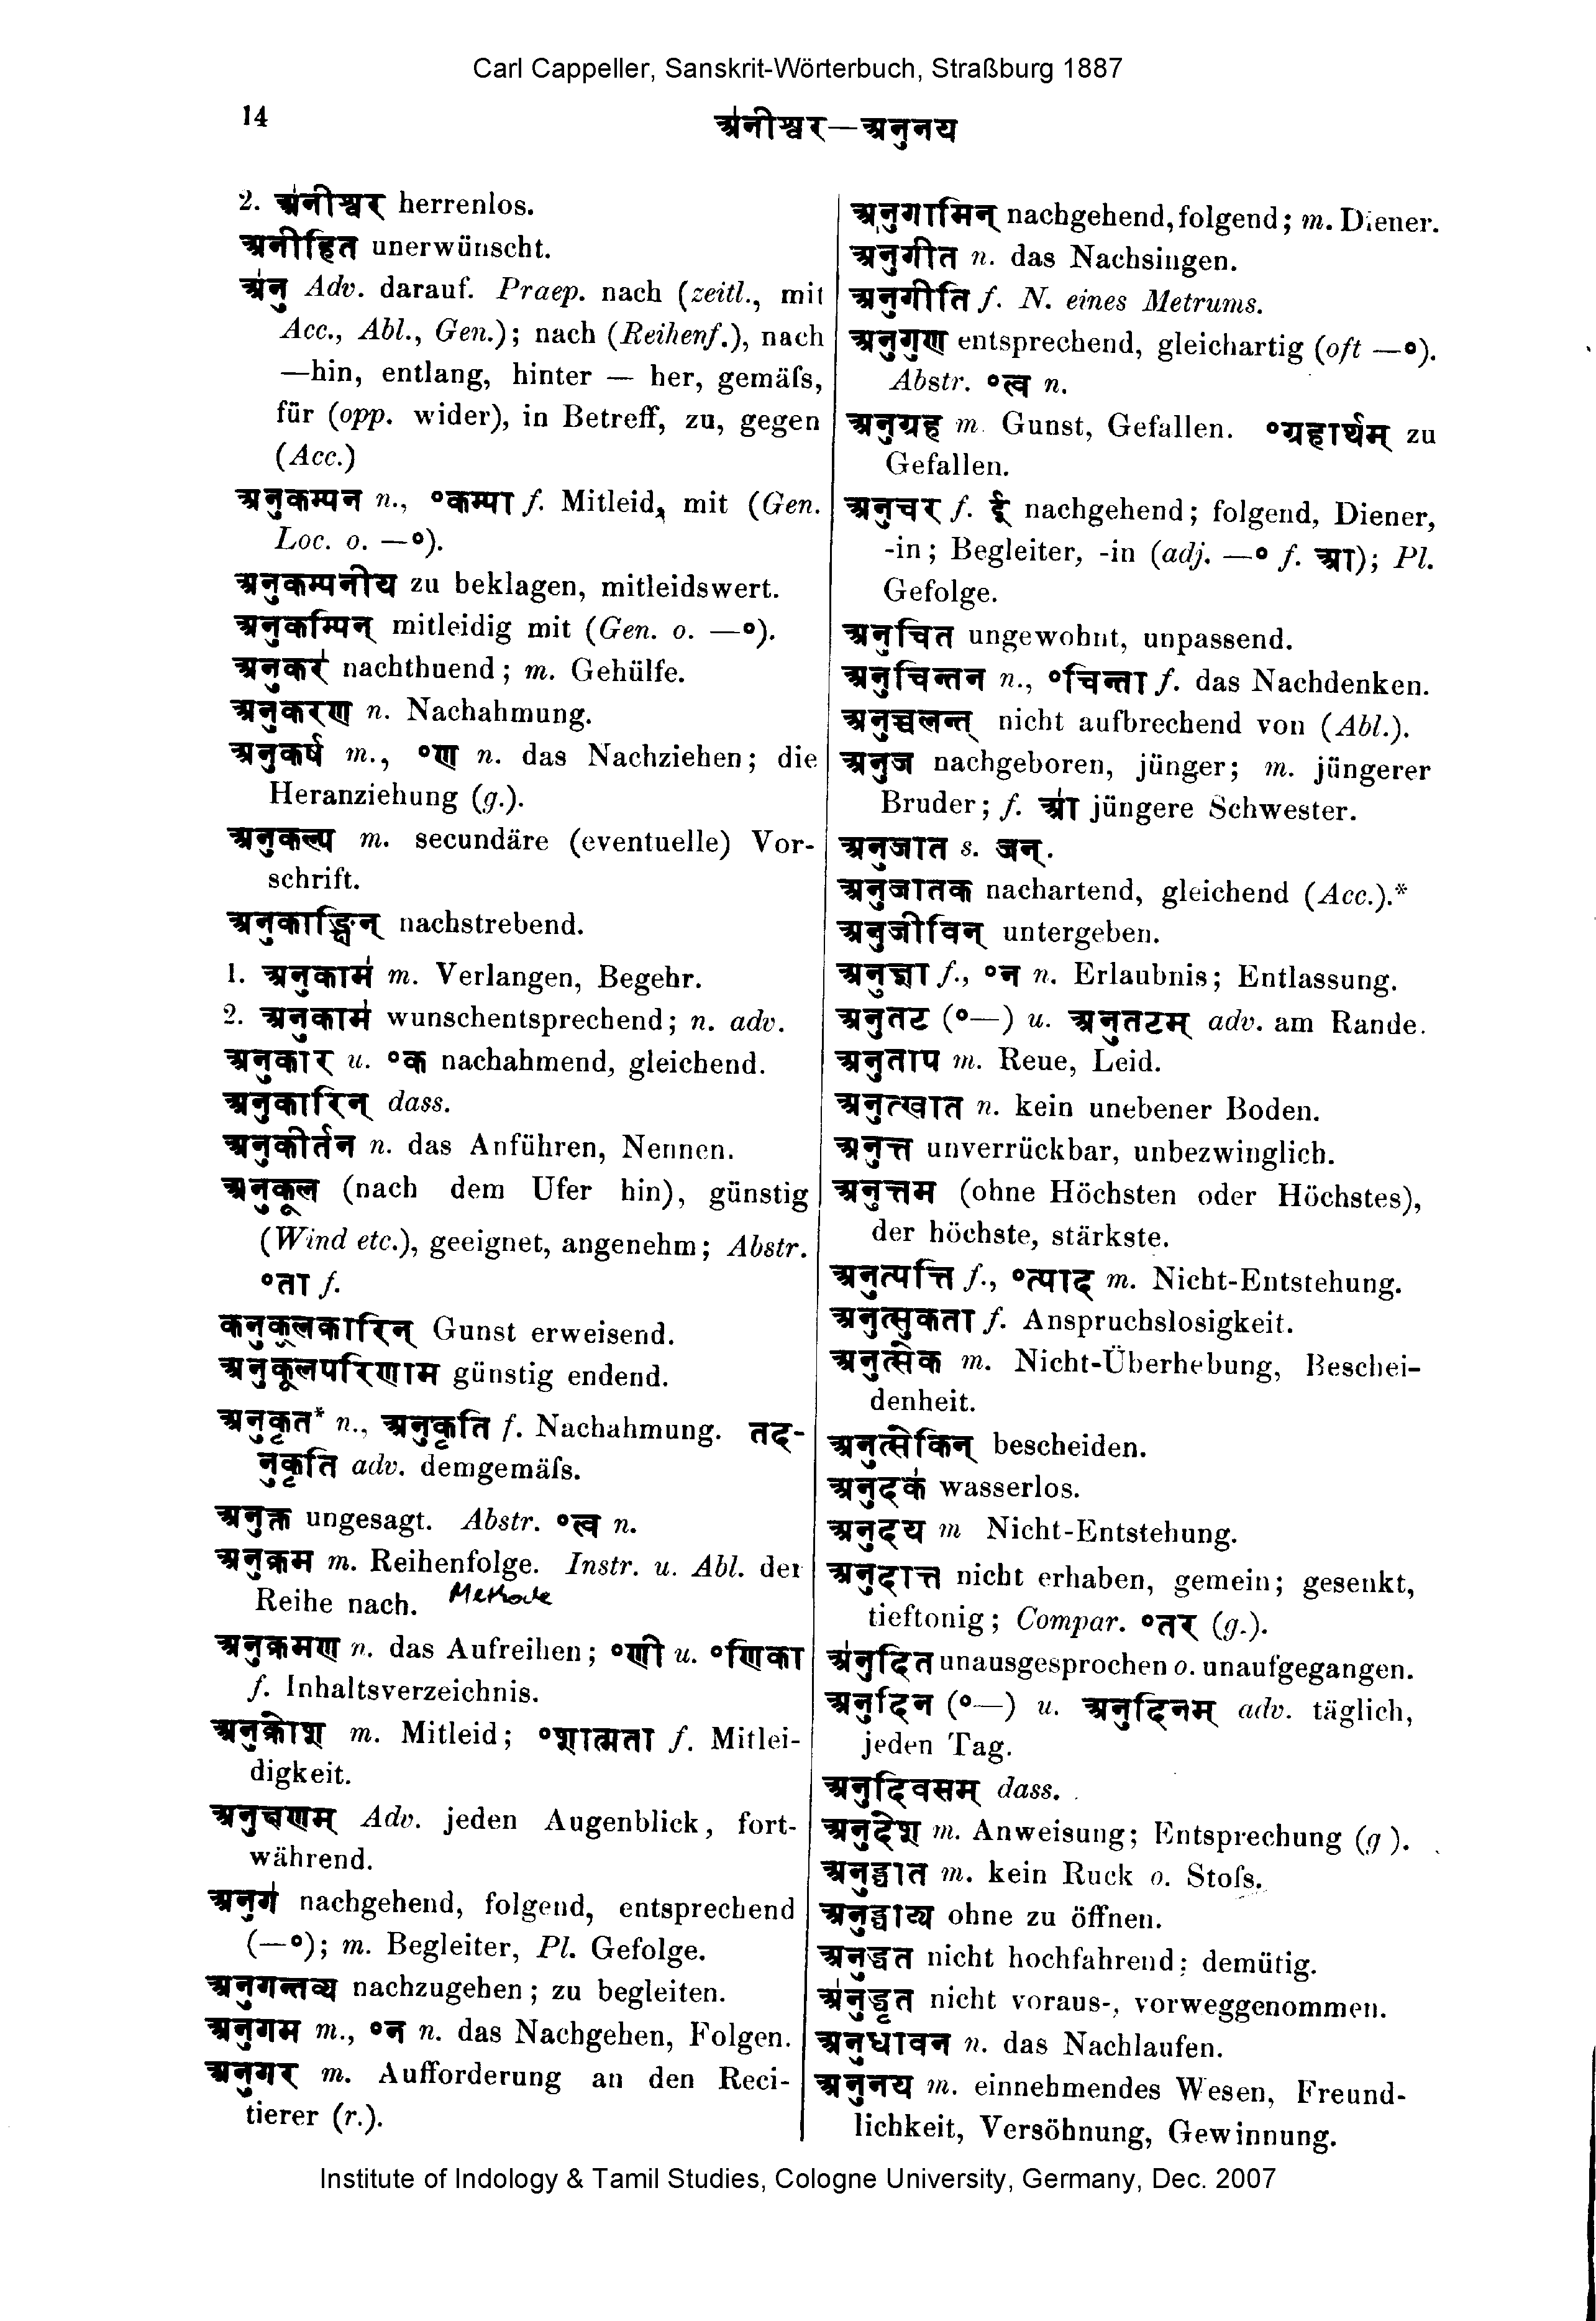 Carl Cappeller, Sanskrit-Wörterbuch, Straßburg 1887
14
अ॑नीश्वर—अनुनय
2. अ॑नीश्वर herrenlos.
अनीहित unerwünscht.
अ॑नु Adv. darauf. Praep. nach (zeitl., mit
Acc., Abl., Gen.); nach (Reihenf.), nach
—hin, entlang, hinter — her, gemäſs,
für (opp. wider), in Betreff, zu, gegen
(Acc.)
अनुकम्पन n., °कम्पा f. Mitleid, mit (Gen.
Loc. o. —°).
अनुकम्पनीय zu beklagen, mitleidswert.
अनुकम्पिन् mitleidig mit (Gen. o. —°).
अनुकर॑ nachthuend; m. Gehülfe.
अनुकरण n. Nachahmung.
अनुकर्ष m., °ण n. das Nachziehen; die
Heranziehung (g.).
अनुकल्प m. secundäre (eventuelle) Vor-
schrift.
अनुकाङ्क्षिन् nachstrebend.
1. अनुकाम॑ m. Verlangen, Begehr.
2. अनुकाम॑ wunschentsprechend; n. adv.
अनुकार u. °क nachahmend, gleichend.
अनुकारिन् dass.
अनुकीर्तन n. das Anführen, Nennen.
अनुकूल (nach dem Ufer hin), günstig
(Wind etc.), geeignet, angenehm; Abstr.
°ता f.
कनुकूलकारिन् Gunst erweisend.
अनुकूलपरिणाम günstig endend.
अनुकृत* n., अनुकृति f. Nachahmung. तद-
नुकृति adv. demgemäſs.
अनुक्त ungesagt. Abstr. °त्व n.
अनुक्रम m. Reihenfolge. Instr. u. Abl. der
Reihe nach. Methode
अनुक्रमण n. das Aufreihen; °णी u. °णिका
f. Inhaltsverzeichnis.
अनुक्रोश m. Mitleid; °शात्मता f. Mitlei-
digkeit.
अनुक्षणम् Adv. jeden Augenblick, fort-
während.
अनुग॑ nachgehend, folgend, entsprechend
(—°); m. Begleiter, Pl. Gefolge.
अनुगन्तव्य nachzugehen; zu begleiten.
अनुगम m., °न n. das Nachgehen, Folgen.
अनुगर m. Aufforderung an den Reci-
tierer (r.).
अनुगामिन् nachgehend, folgend; m. Diener.
अनुगीत n. das Nachsingen.
अनुगीति f. N. eines Metrums.
अनुगुण entsprechend, gleichartig (oft —°).
Abstr. °त्व n.
अनुग्रह m. Gunst, Gefallen. °ग्रहार्थम् zu
Gefallen.
अनुचर f. ई nachgehend; folgend, Diener,
-in; Begleiter, -in (adj. —° f. आ); Pl.
Gefolge.
अनुचित ungewohnt, unpassend.
अनुचिन्तन n., °चिन्ता f. das Nachdenken.
अनुच्चलन्त् nicht aufbrechend von (Abl.).
अनुज nachgeboren, jünger; m. jüngerer
Bruder; f. आ॑ jüngere Schwester.
अनुजात s. जन्.
अनुजातक nachartend, gleichend (Acc.).*
अनुजीविन् untergeben.
अनुज्ञा f., °न n. Erlaubnis; Entlassung.
अनुतट (°—) u. अनुतटम् adv. am Rande.
अनुताप m. Reue, Leid.
अनुत्खात n. kein unebener Boden.
अनुत्त unverrückbar, unbezwinglich.
अनुत्तम (ohne Höchsten oder Höchstes),
der höchste, stärkste.
अनुत्पत्ति f., °त्पाद m. Nicht-Entstehung.
अनुत्सुकता f. Anspruchslosigkeit.
अनुत्सेक m. Nicht-Überhebung, Beschei-
denheit.
अनुत्सेकिन् bescheiden.
अनुदक॑ wasserlos.
अनुदय m Nicht-Entstehung.
अनुदात्त nicht erhaben, gemein; gesenkt,
tieftonig; Compar. °तर (g.).
अ॑नुदित unausgesprochen o. unaufgegangen.
अनुदिन (°—) u. अनुदिनम् adv. täglich,
jeden Tag.
अनुदिवसम् dass.
अनुदेश m. Anweisung; Entsprechung (g ).
अनुद्घात m. kein Ruck o. Stoſs.
अनुद्घाट्य ohne zu öffnen.
अनुद्धत nicht hochfahrend; demütig.
अ॑नुद्धृत nicht voraus-, vorweggenommen.
अनुधावन n. das Nachlaufen.
अनुनय m. einnehmendes Wesen, Freund-
lichkeit, Versöhnung, Gewinnung.
Institute of Indology & Tamil Studies, Cologne University, Germany, Dec. 2007